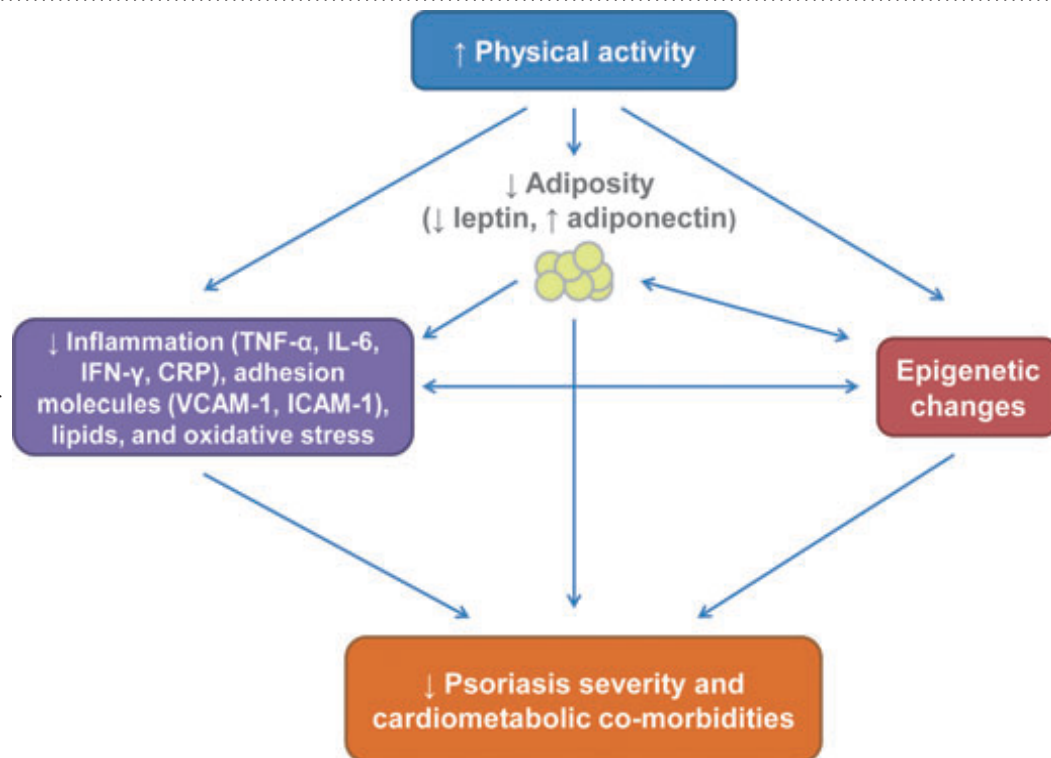 ↑ Physical activity
↓ Adiposity
(↓ leptin, ↑ adiponectin)
↓ Inflammation (TNF-α, IL-6,
IFN-γ, CRP), adhesion
molecules (VCAM-1, ICAM-1),
lipids, and oxidative stress
Epigenetic
changes
↓ Psoriasis severity and
cardiometabolic co-morbidities